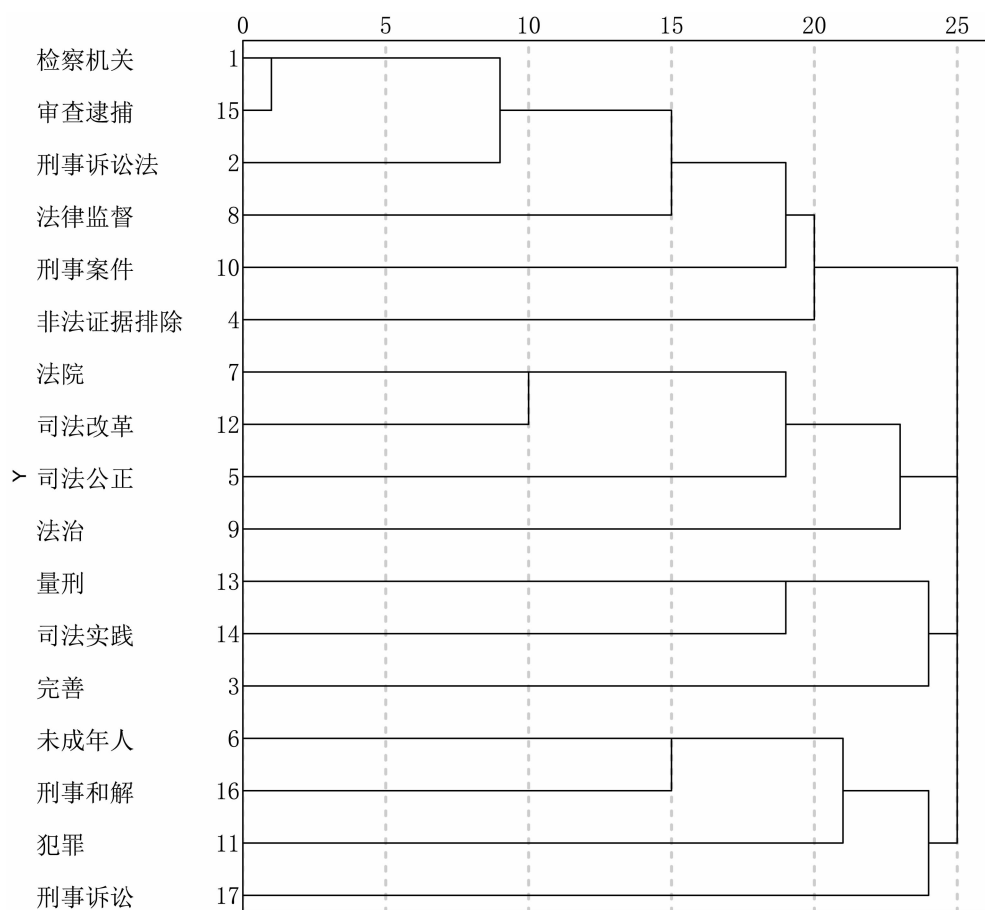 0 5 10 15 20 25
检察机关 1
审查逮捕 15
刑事诉讼法 2
法律监督 8
刑事案件 10
非法证据排除 4
法院 7
司法改革 12
Y 司法公正 5
法治 9
量刑 13
司法实践 14
完善 3
未成年人 6
刑事和解 16
犯罪 11
刑事诉讼 17